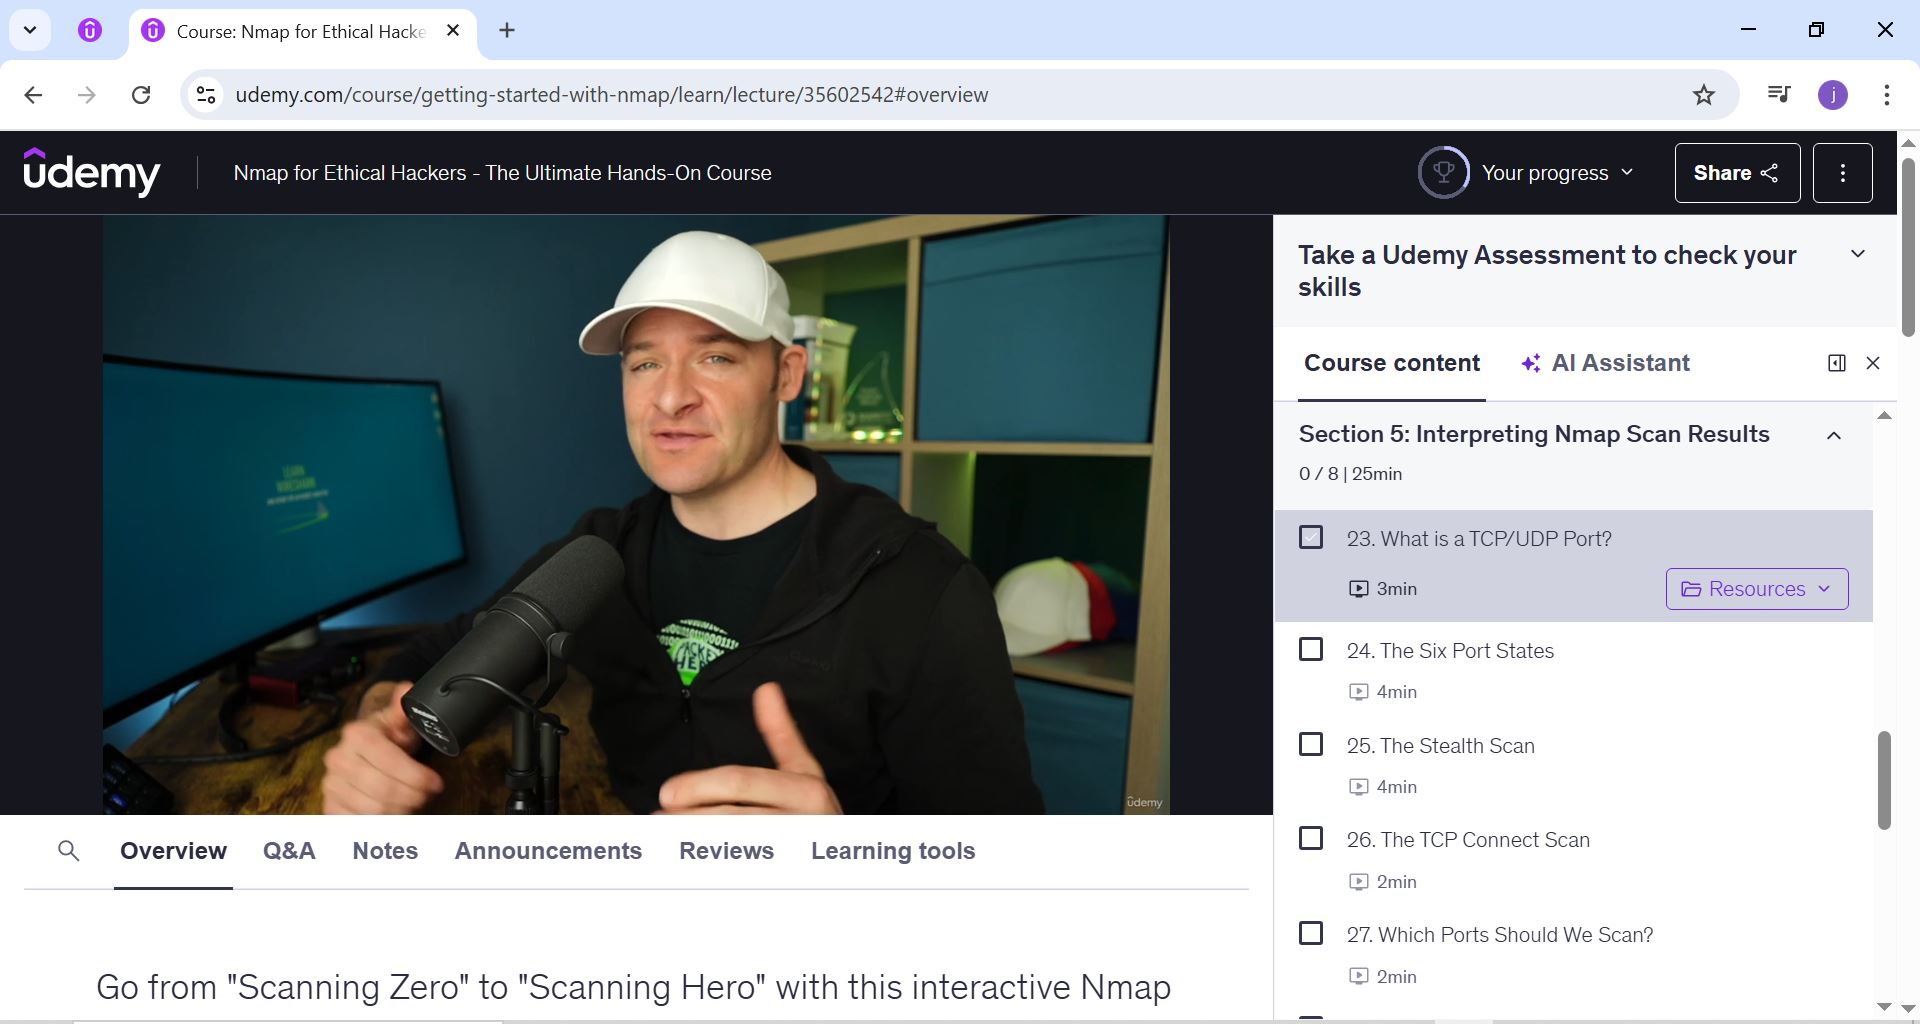 Course: Nmap for Ethical Hacke
udemy.com/course/getting-started-with-nmap/learn/lecture/35602542#overview
j
udemy
Nmap for Ethical Hackers - The Ultimate Hands-On Course
Your progress
Share
Take a Udemy Assessment to check your
skills
Course content
AI Assistant
Section 5: Interpreting Nmap Scan Results
0 / 8 | 25min
23. What is a TCP/UDP Port?
3min
Resources
24. The Six Port States
4min
25. The Stealth Scan
4min
26. The TCP Connect Scan
2min
27. Which Ports Should We Scan?
2min
LEARN
WIRESHARK
udemy
Overview
Q&A
Notes
Announcements
Reviews
Learning tools
Go from "Scanning Zero" to "Scanning Hero" with this interactive Nmap